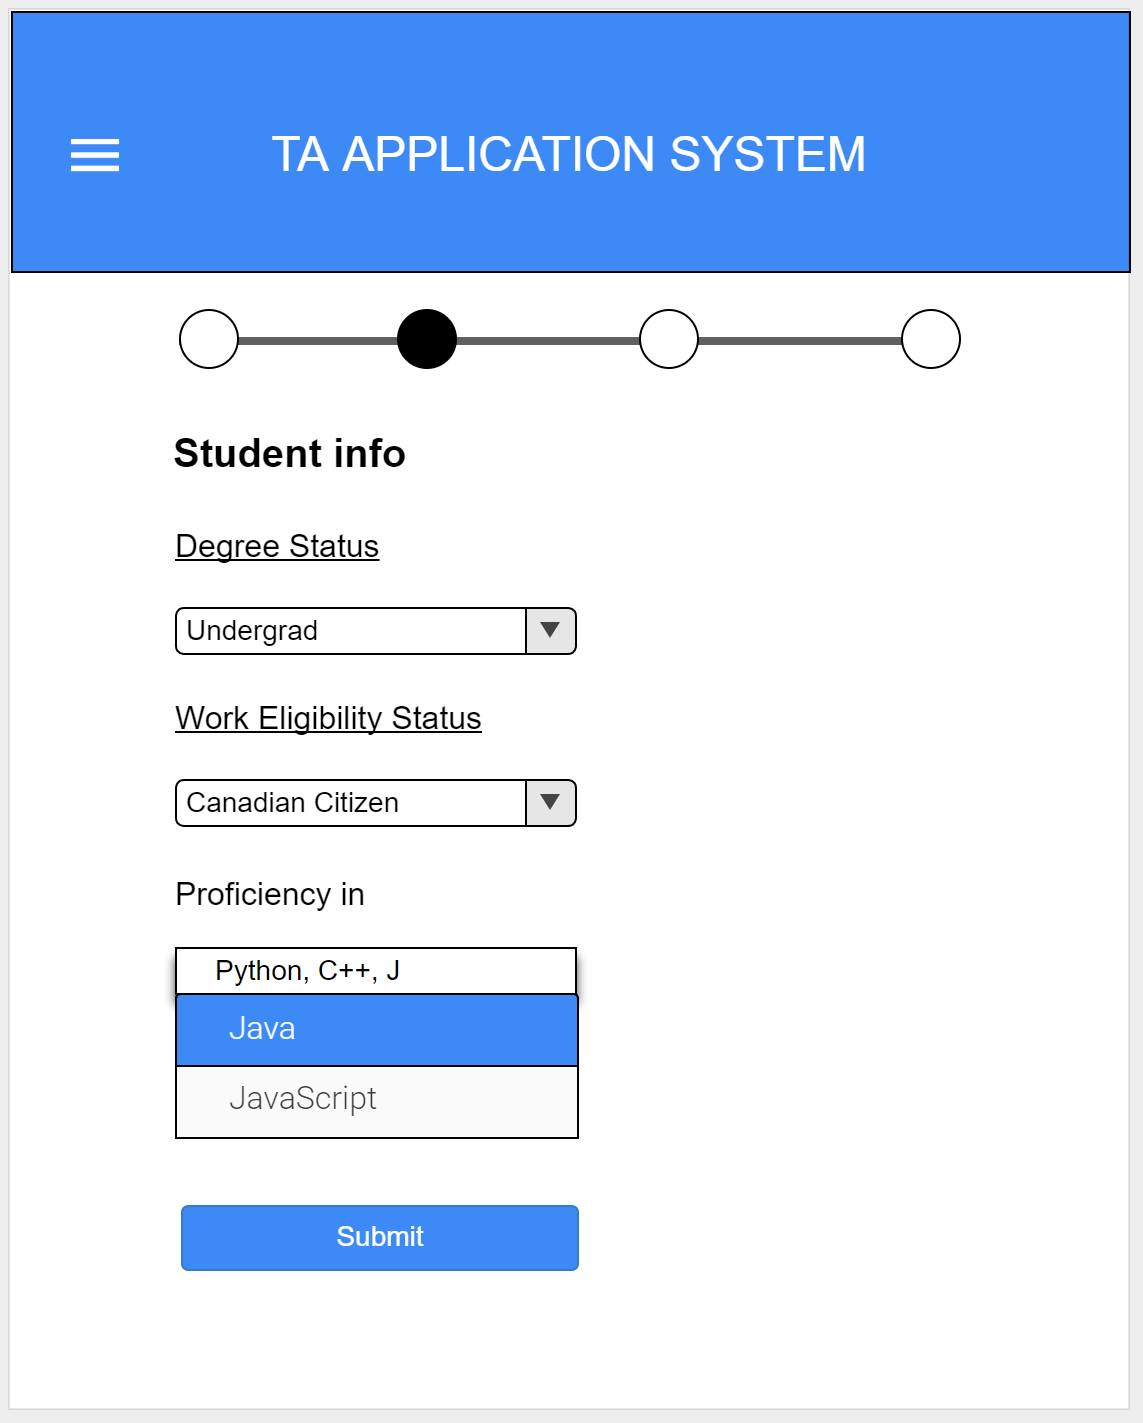 TA APPLICATION SYSTEM
Student info
Degree Status
Undergrad
Work Eligibility Status
Canadian Citizen
Proficiency in
Python, C++, J
Java
JavaScript
Submit